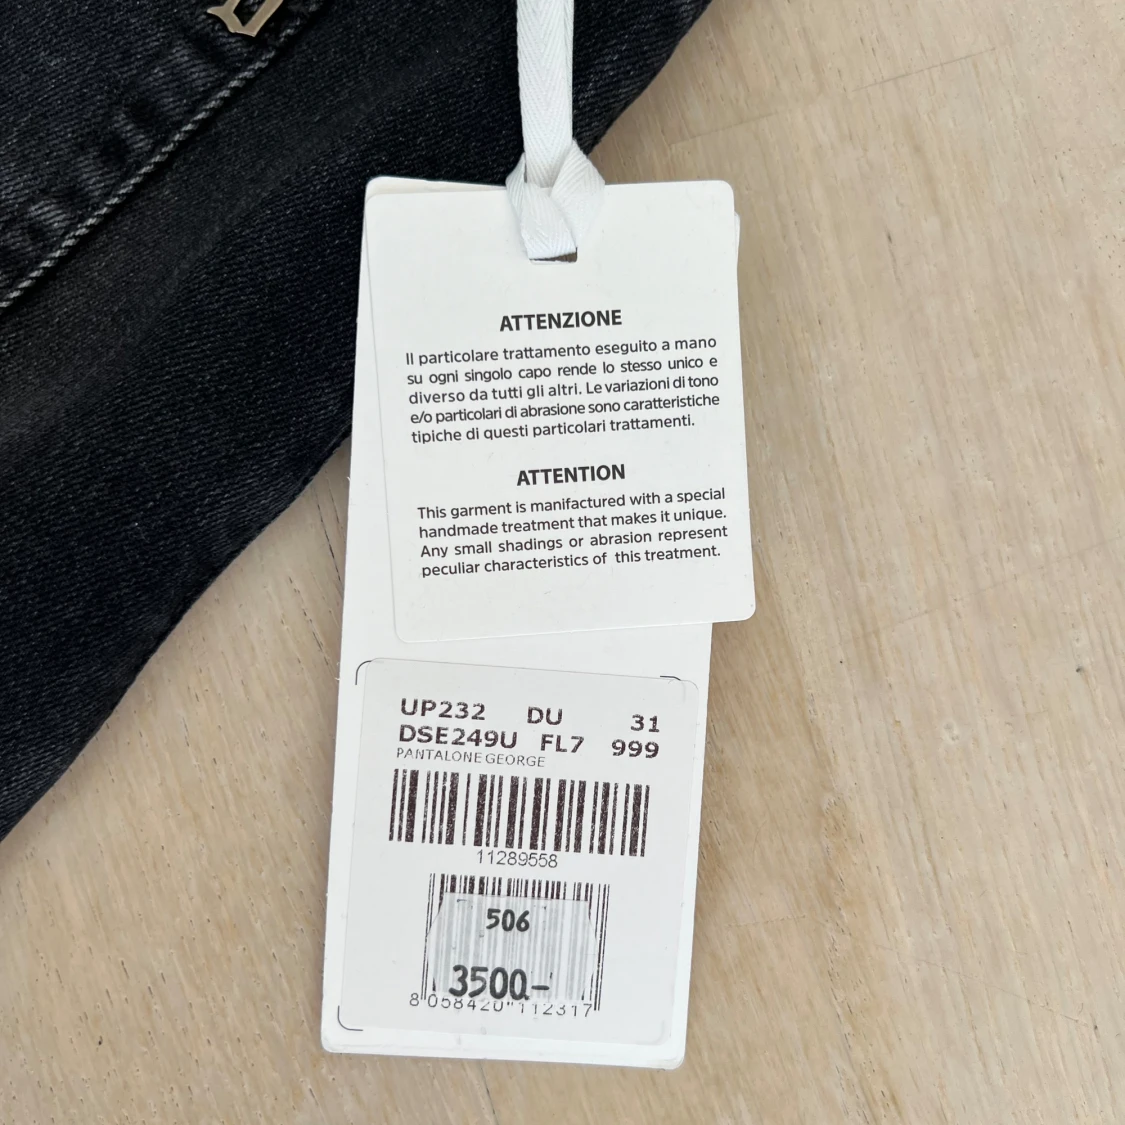 ATTENZIONE
Il particolare trattamento eseguito a mano
su ogni singolo capo rende lo stesso unico e
diverso da tutti gli altri. Le variazioni di tono
e/o particolari di abrasione sono caratteristiche
tipiche di questi particolari trattamenti.
ATTENTION
This garment is manifactured with a special
handmade treatment that makes it unique.
Any small shadings or abrasion represent
peculiar characteristics of this treatment.
UP232 DU 31
DSE249U FL7 999
PANTALONE GEORGE
11289558
506
3500.-
8 058420 112317